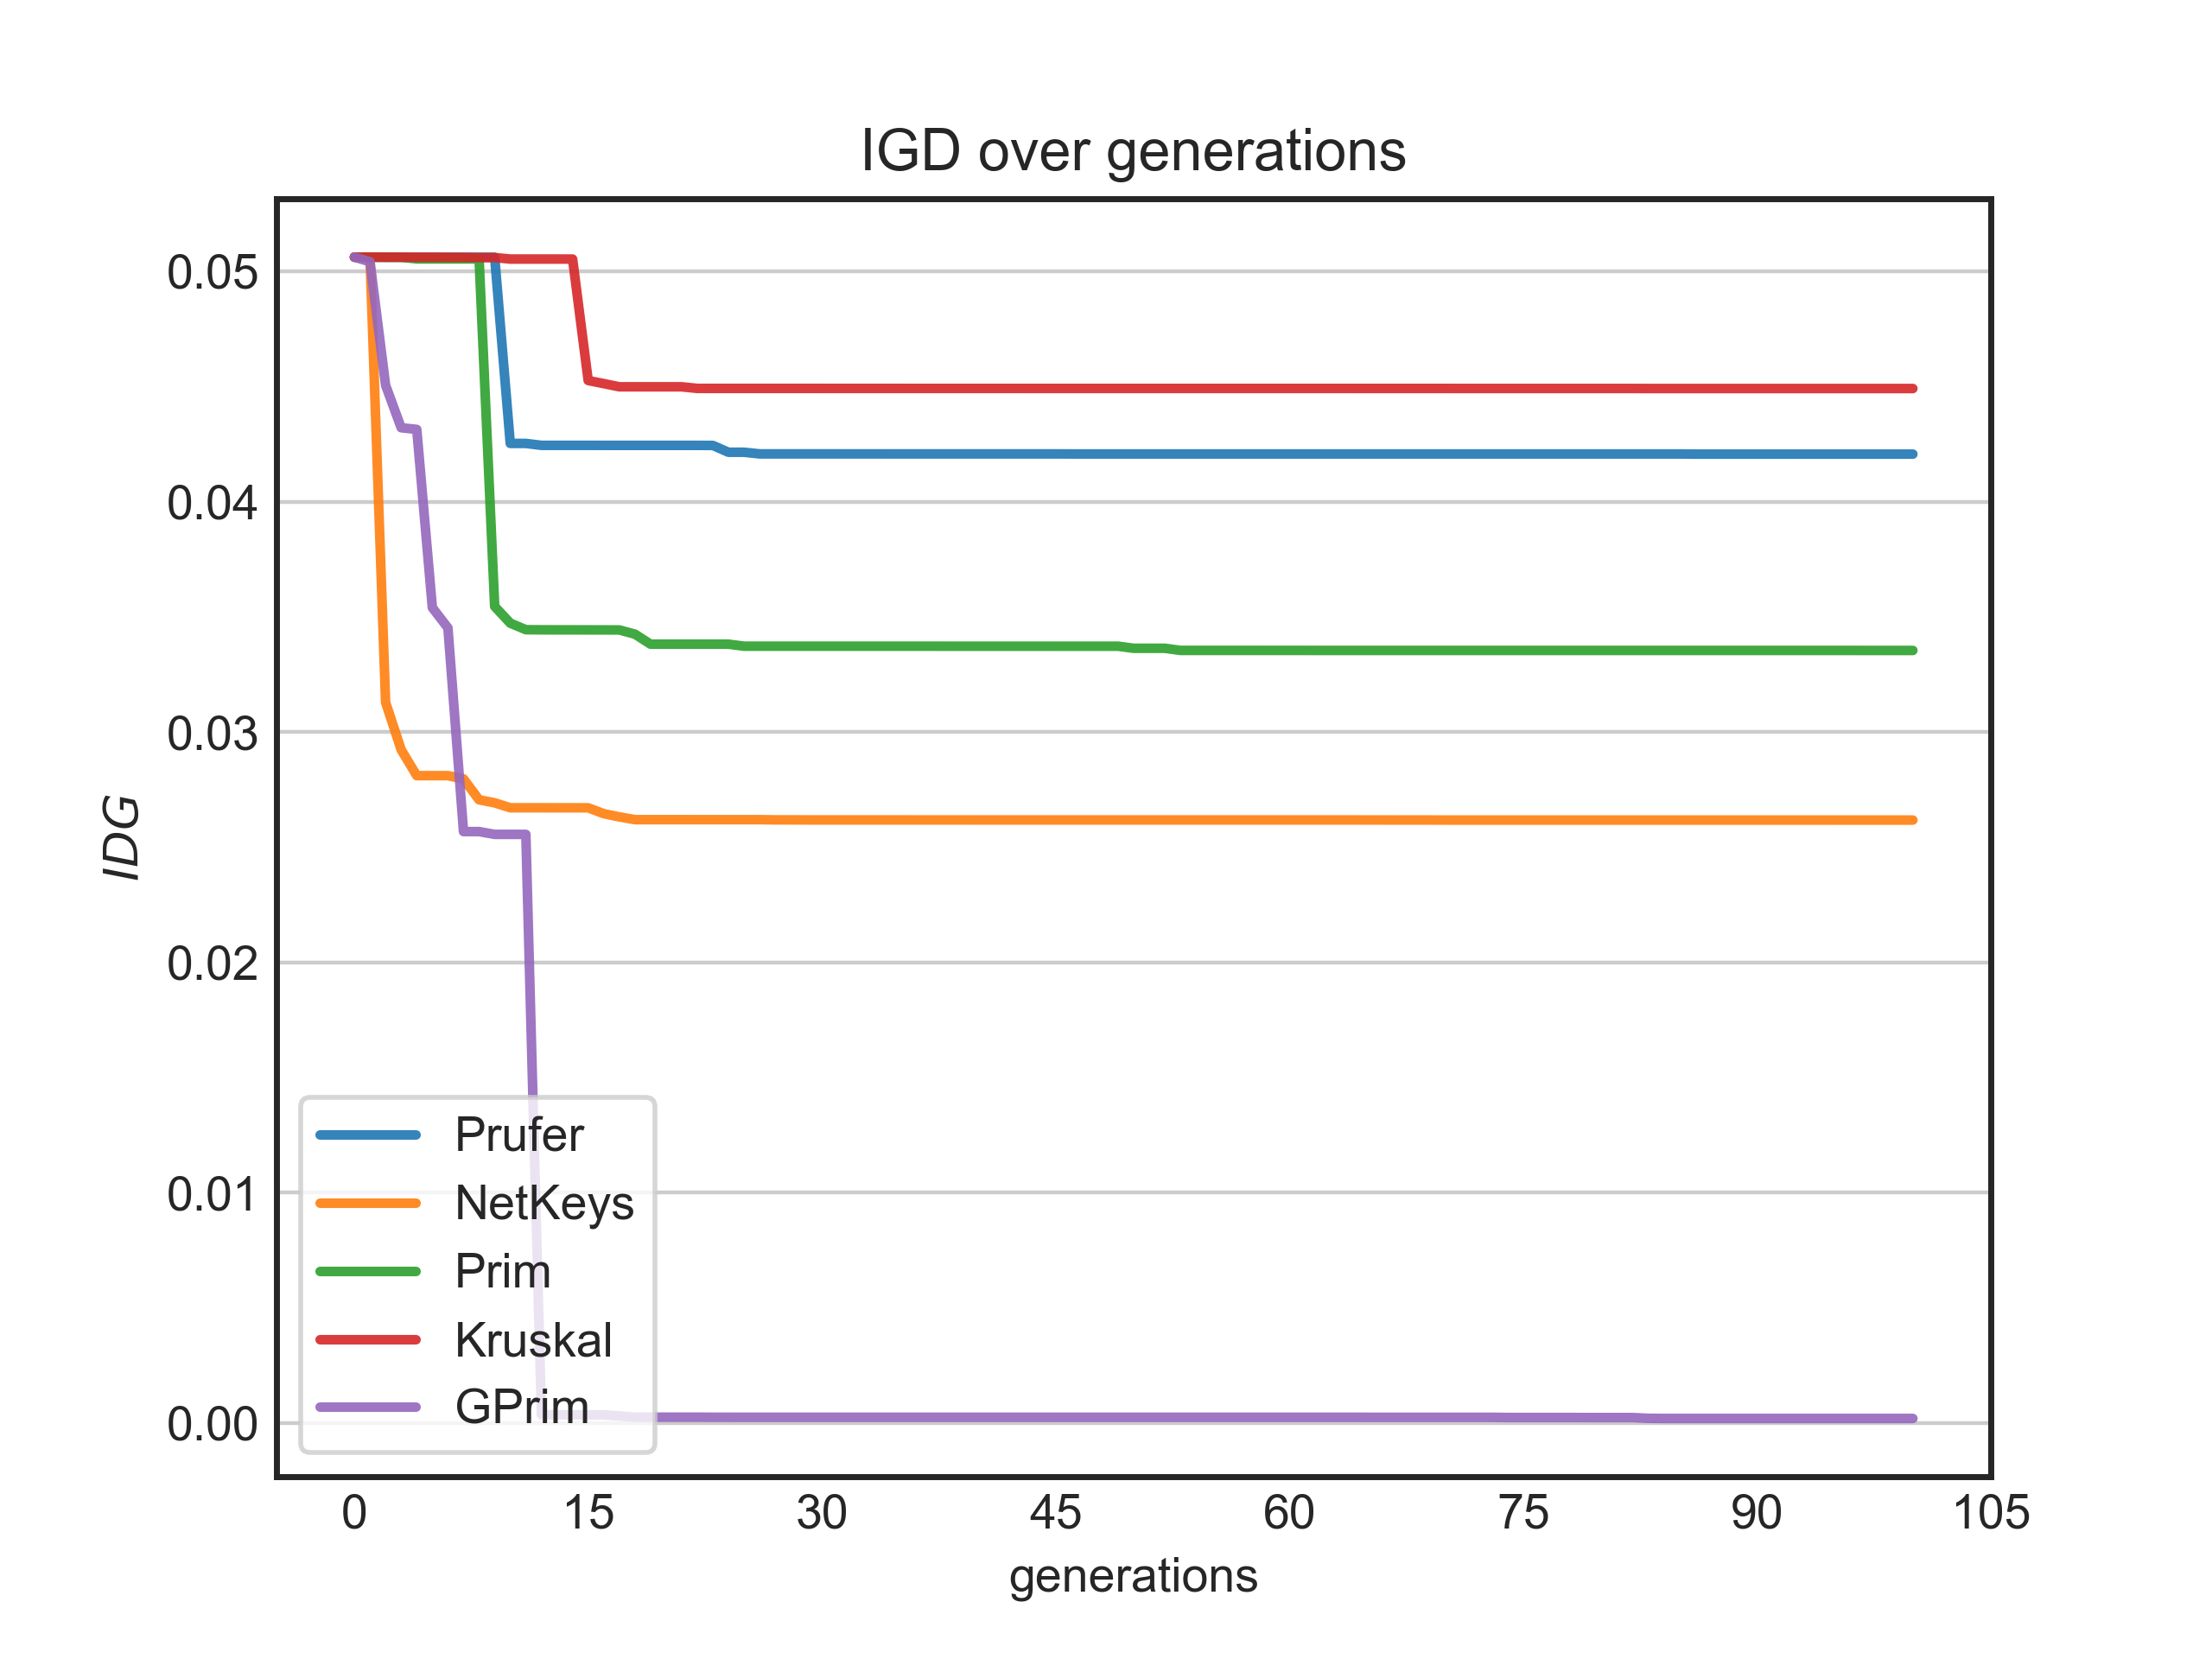 IGD over generations
IDG
0.05
0.04
0.03
0.02
0.01
0.00
Prufer
NetKeys
Prim
Kruskal
GPrim
0 15 30 45 60 75 90 105
generations